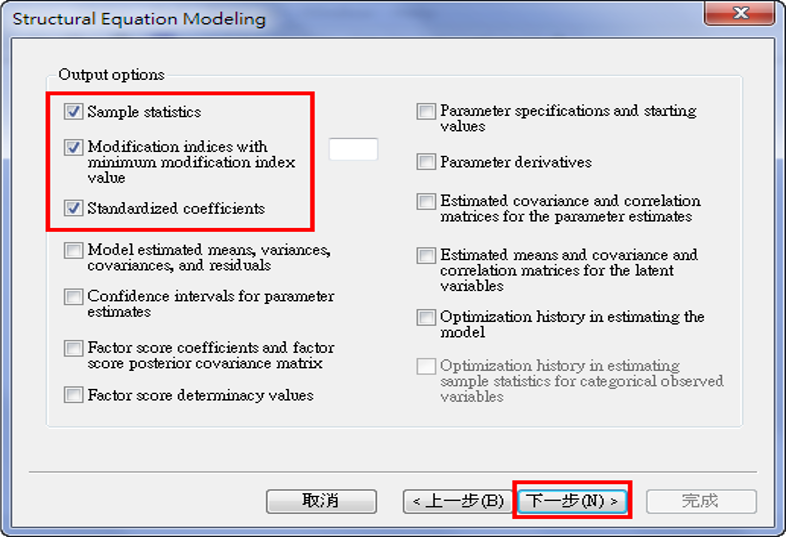 Structural Equation Modeling
Output options
Sample statistics
Modification indices with
minimum modification index
value
Standardized coefficients
Model estimated means, variances,
covariances, and residuals
Confidence intervals for parameter
estimates
Factor score coefficients and factor
score posterior covariance matrix
Factor score determinacy values
Parameter specifications and starting
values
Parameter derivatives
Estimated covariance and correlation
matrices for the parameter estimates
Estimated means and covariance and
correlation matrices for the latent
variables
Optimization history in estimating the
model
Optimization history in estimating
sample statistics for categorical observed
variables
取消
< 上一步(B)
下一步(N) >
完成